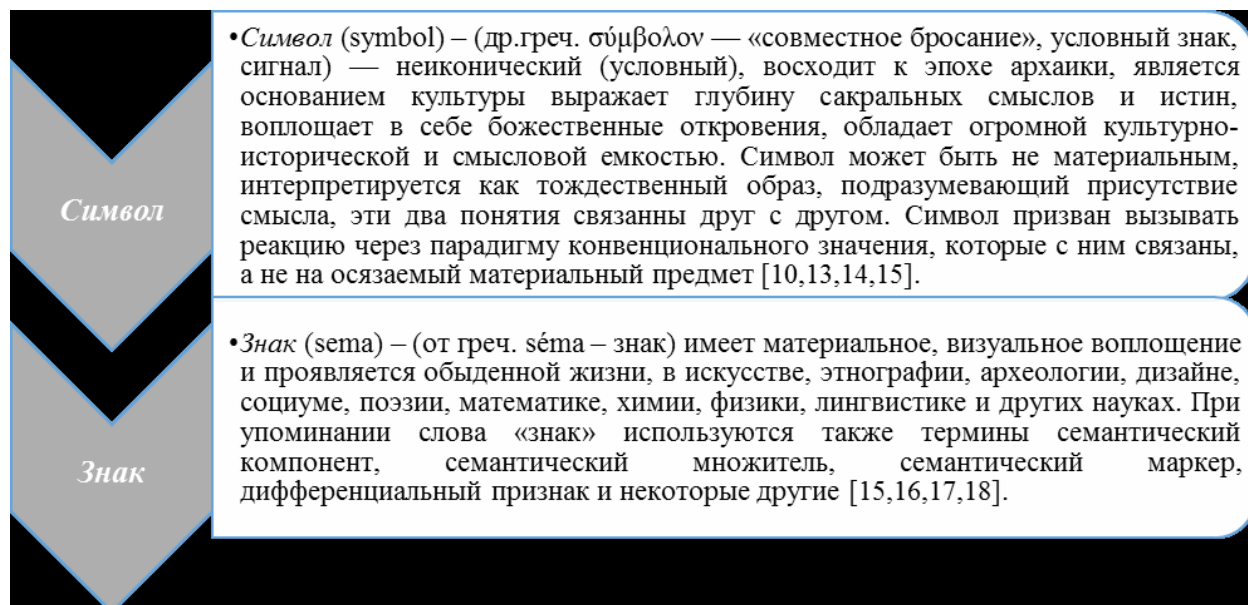 •Символ (symbol) – (др.греч. σύμβολον — «совместное бросание», условный знак,
сигнал) — неиконический (условный), восходит к эпохе архаики, является
основанием культуры выражает глубину сакральных смыслов и истин,
воплощает в себе божественные откровения, обладает огромной культурно-
исторической и смысловой емкостью. Символ может быть не материальным,
интерпретируется как тождественный образ, подразумевающий присутствие
смысла, эти два понятия связанны друг с другом. Символ призван вызывать
реакцию через парадигму конвенционального значения, которые с ним связаны,
а не на осязаемый материальный предмет [10,13,14,15].
Символ
•Знак (sema) – (от греч. séma – знак) имеет материальное, визуальное воплощение
и проявляется обыденной жизни, в искусстве, этнографии, археологии, дизайне,
социуме, поэзии, математике, химии, физики, лингвистике и других науках. При
упоминании слова «знак» используются также термины семантический
компонент, семантический множитель, семантический маркер,
дифференциальный признак и некоторые другие [15,16,17,18].
Знак